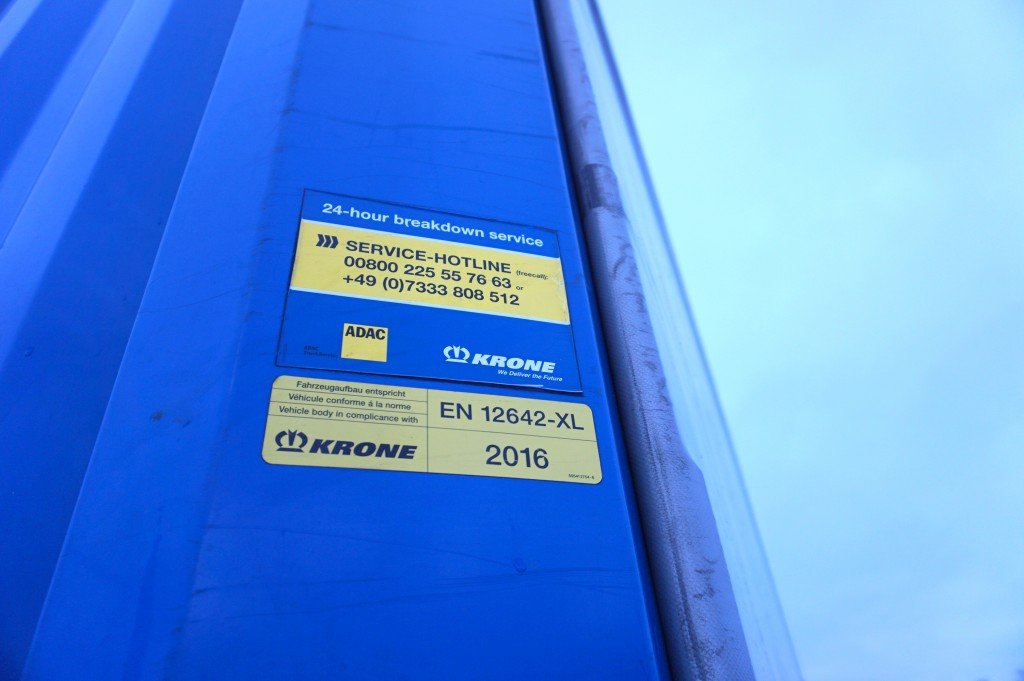 24-hour breakdown service
SERVICE-HOTLINE (freecall):
00800 225 55 76 63 or
+49 (0)7333 808 512
ADAC
ADAC
KRONE
We Deliver the Future
Fahrzeugaufbau entspricht
Véhicule conforme á la norme
Vehicle body in complicance with
KRONE
EN 12642-XL
2016